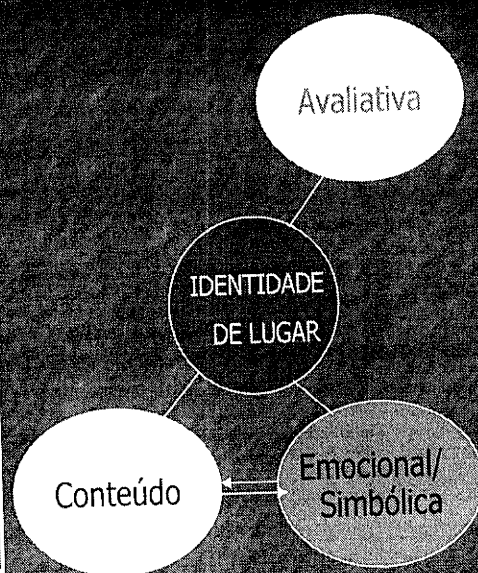 Avaliativa
IDENTIDADE
DE LUGAR
Conteúdo
Emocional/
Simbólica